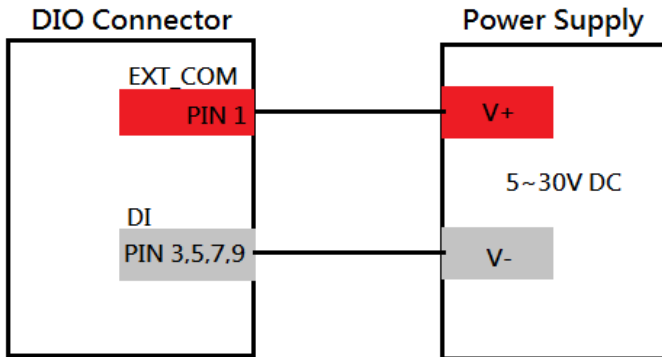 DIO Connector
Power Supply
EXT_COM
PIN 1
V+
5~30V DC
DI
PIN 3,5,7,9
V-